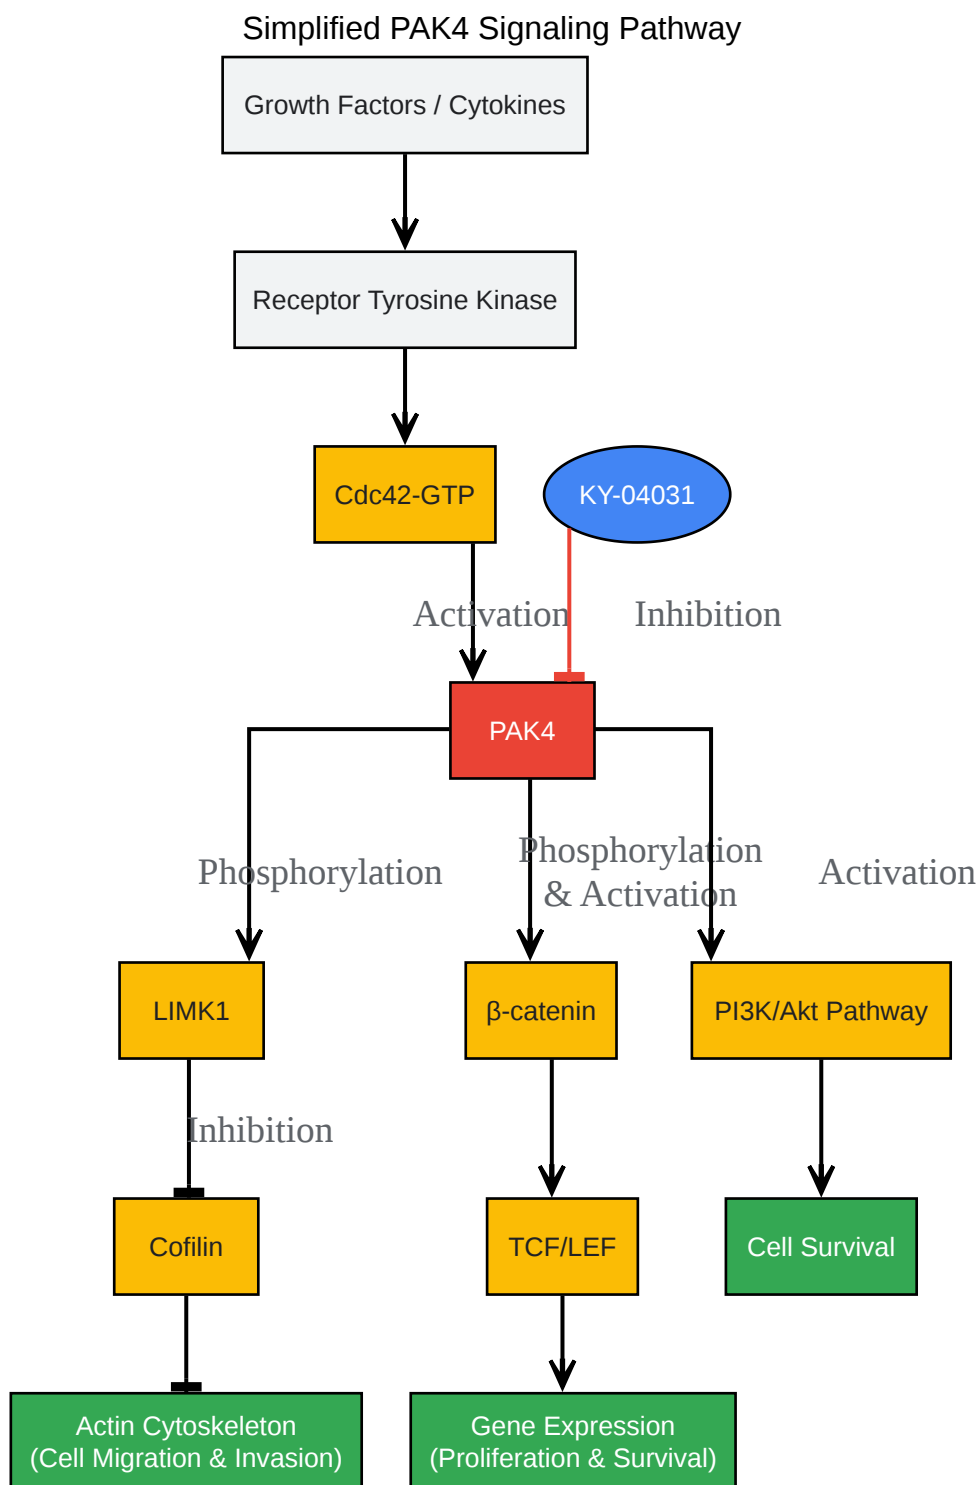 Simplified PAK4 Signaling Pathway
Growth Factors / Cytokines
Receptor Tyrosine Kinase
Cdc42-GTP
KY-04031
Activation
Inhibition
PAK4
Phosphorylation
Phosphorylation
& Activation
Activation
LIMK1
β-catenin
PI3K/Akt Pathway
Inhibition
Cofilin
TCF/LEF
Cell Survival
Actin Cytoskeleton
(Cell Migration & Invasion)
Gene Expression
(Proliferation & Survival)